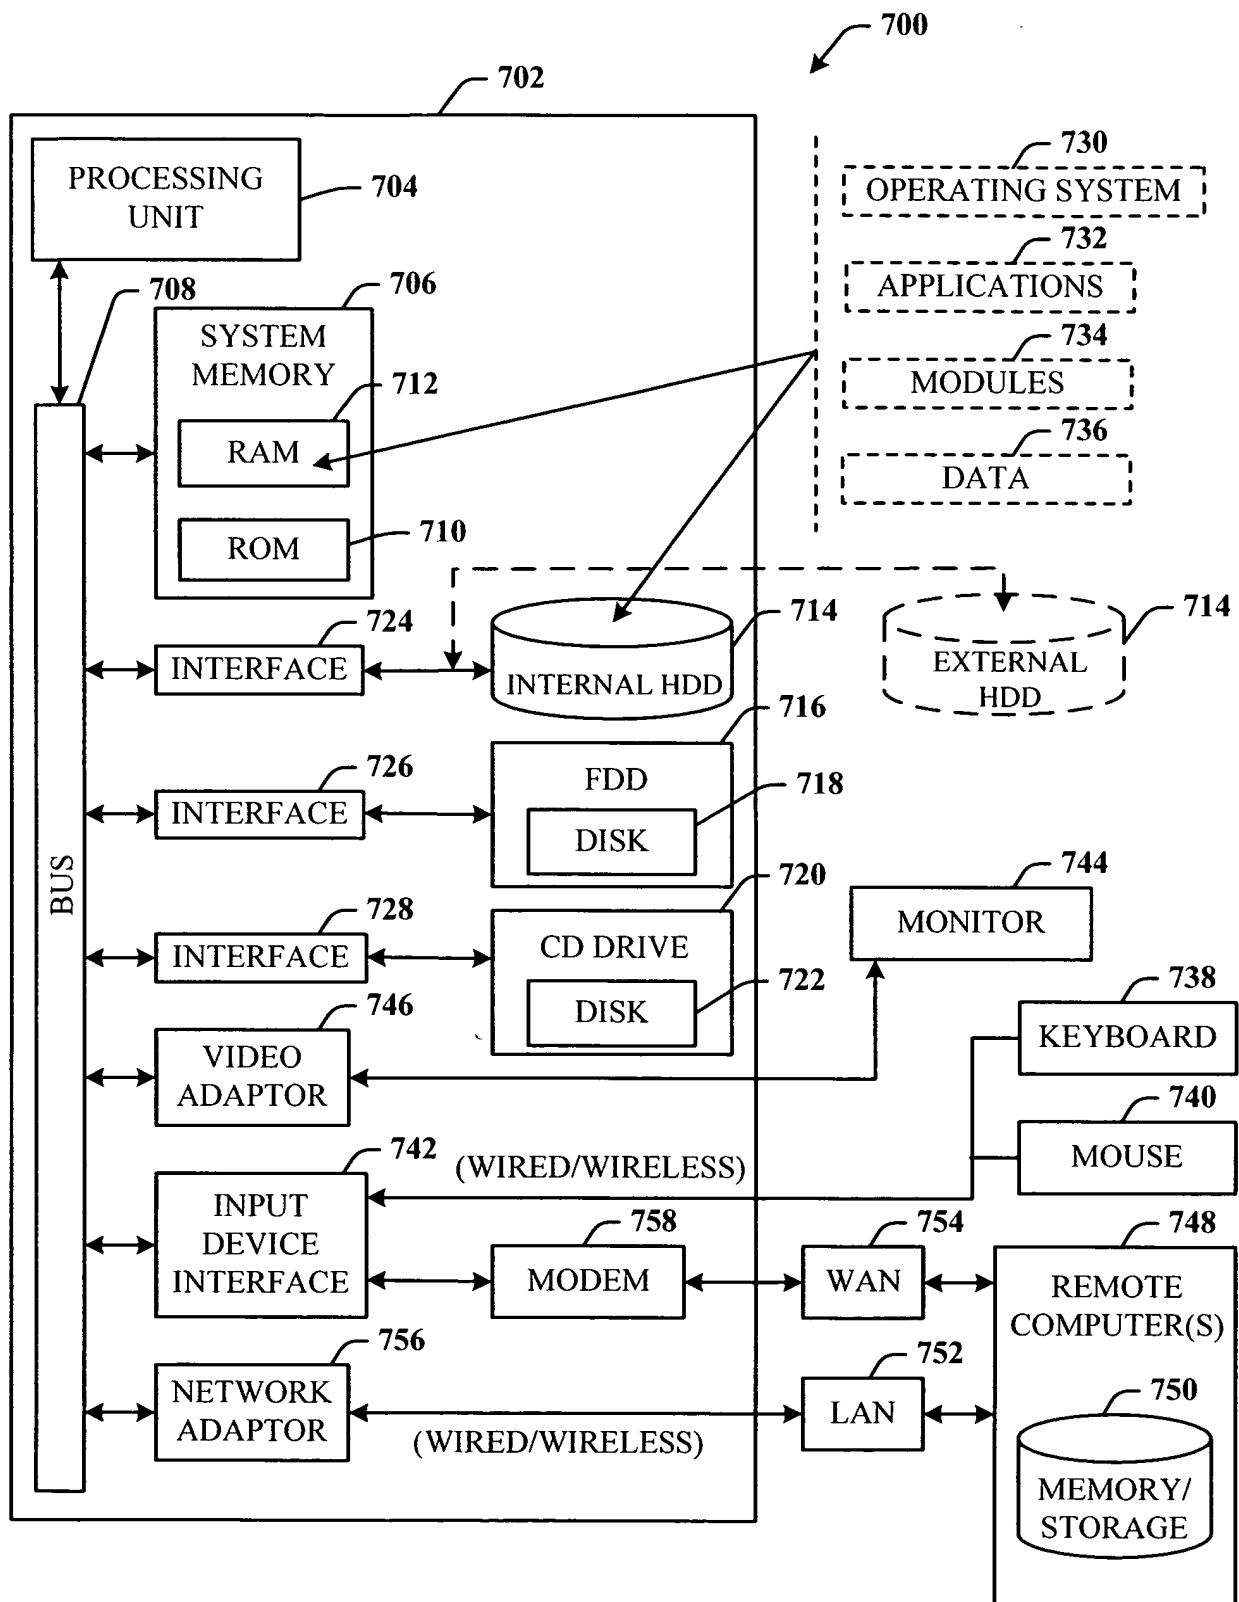 700
702
PROCESSING
UNIT
704
730
OPERATING SYSTEM
732
APPLICATIONS
734
MODULES
736
DATA
708
706
SYSTEM
MEMORY
712
RAM
710
ROM
724
INTERFACE
714
INTERNAL HDD
714
EXTERNAL
HDD
716
FDD
726
INTERFACE
718
DISK
BUS
720
CD DRIVE
728
INTERFACE
722
DISK
744
MONITOR
746
VIDEO
ADAPTOR
738
KEYBOARD
740
MOUSE
742
(WIRED/WIRELESS)
INPUT
DEVICE
INTERFACE
758
MODEM
754
WAN
748
REMOTE
COMPUTER(S)
756
NETWORK
ADAPTOR
(WIRED/WIRELESS)
752
LAN
750
MEMORY/
STORAGE